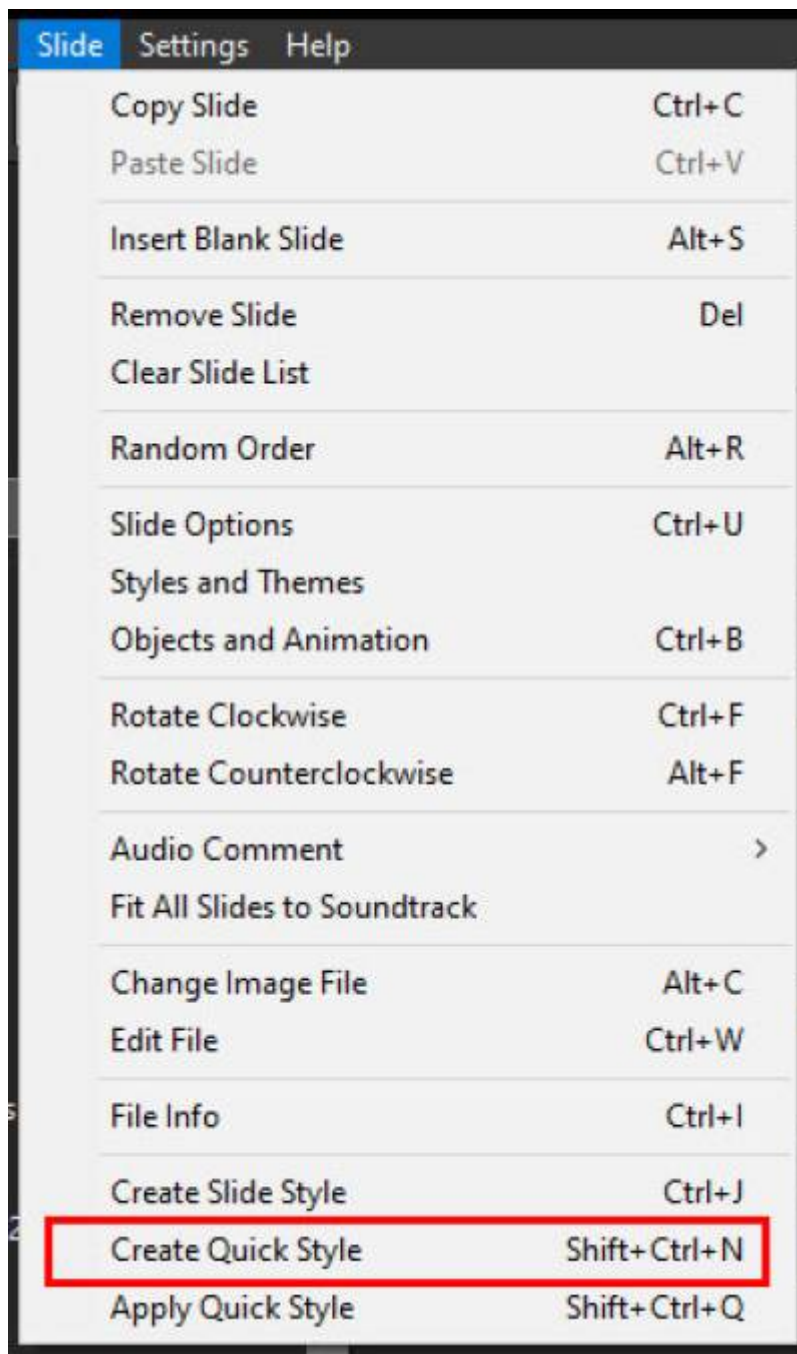 Slide Settings Help
Copy Slide Ctrl+C
Paste Slide Ctrl+V
Insert Blank Slide Alt+S
Remove Slide Del
Clear Slide List
Random Order Alt+R
Slide Options Ctrl+U
Styles and Themes
Objects and Animation Ctrl+B
Rotate Clockwise Ctrl+F
Rotate Counterclockwise Alt+F
Audio Comment >
Fit All Slides to Soundtrack
Change Image File Alt+C
Edit File Ctrl+W
File Info Ctrl+I
Create Slide Style Ctrl+J
Create Quick Style Shift+Ctrl+N
Apply Quick Style Shift+Ctrl+Q